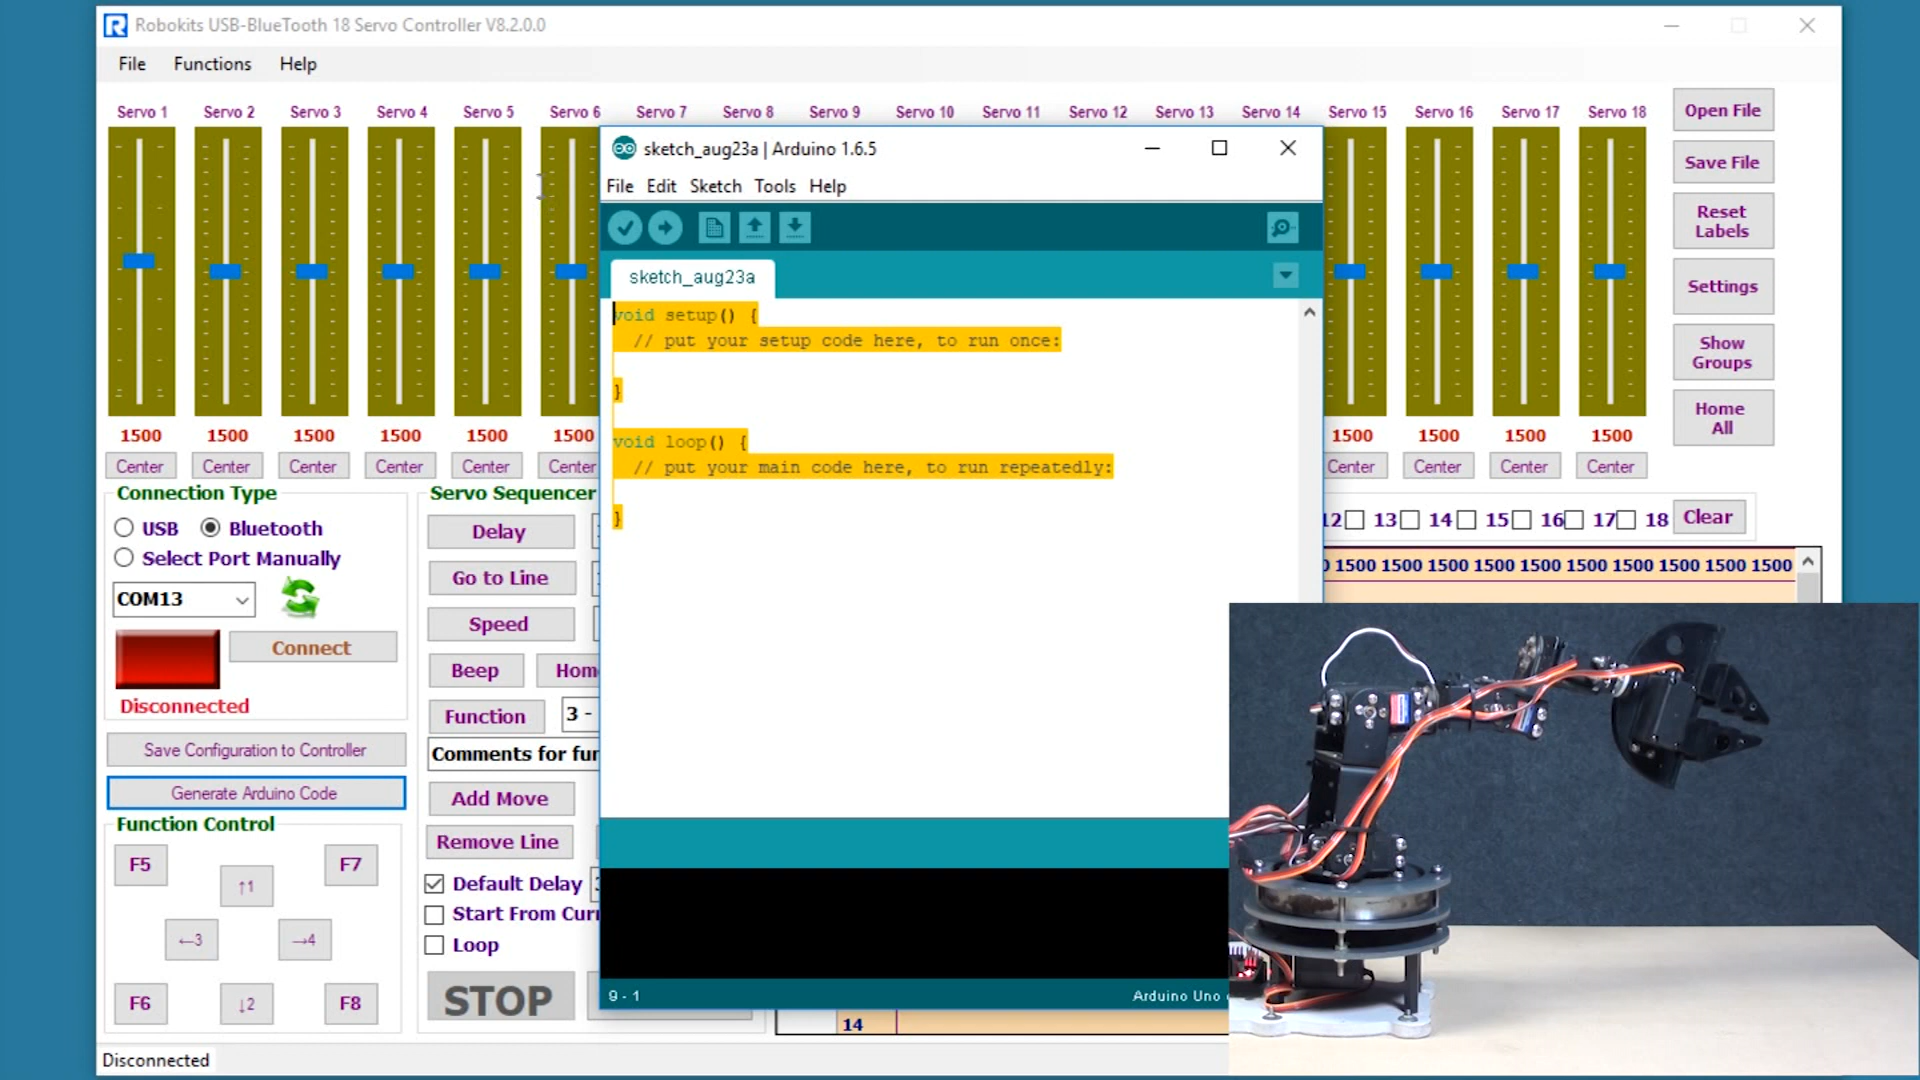 Robokits USB-BlueTooth 18 Servo Controller V8.2.0.0
File Functions Help
Servo 1 Servo 2 Servo 3 Servo 4 Servo 5 Servo 6 Servo 7 Servo 8 Servo 9 Servo 10 Servo 11 Servo 12 Servo 13 Servo 14 Servo 15 Servo 16 Servo 17 Servo 18
Open File
Save File
Reset Labels
Settings
Show Groups
Home All
sketch_aug23a | Arduino 1.6.5
File Edit Sketch Tools Help
sketch_aug23a
void setup() {
// put your setup code here, to run once:
}
void loop() {
// put your main code here, to run repeatedly:
}
9 - 1
Arduino Uno
1500 1500 1500 1500 1500 1500 1500 1500 1500 1500
Center Center Center Center Center Center Center Center Center Center
Connection Type
USB Bluetooth
Select Port Manually
COM13
Connect
Disconnected
Save Configuration to Controller
Generate Arduino Code
Function Control
F5 F7
↑1
←3 →4
F6 ↓2 F8
Servo Sequencer
Delay
Go to Line
Speed
Beep
Function 3 -
Comments for
Add Move
Remove Line
Default Delay
Start From
Loop
STOP
12 13 14 15 16 17 18 Clear
1500 1500 1500 1500 1500 1500 1500 1500 1500 1500
14
Disconnected